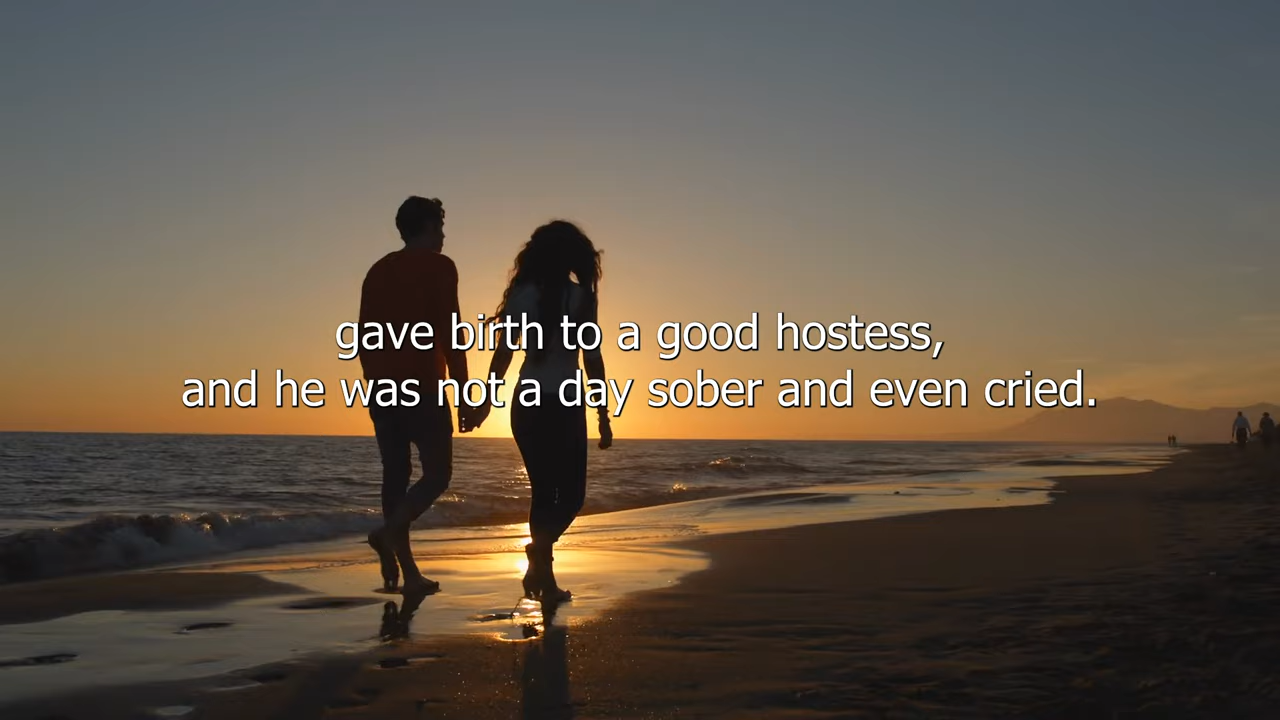 gave birth to a good hostess,
and he was not a day sober and even cried.